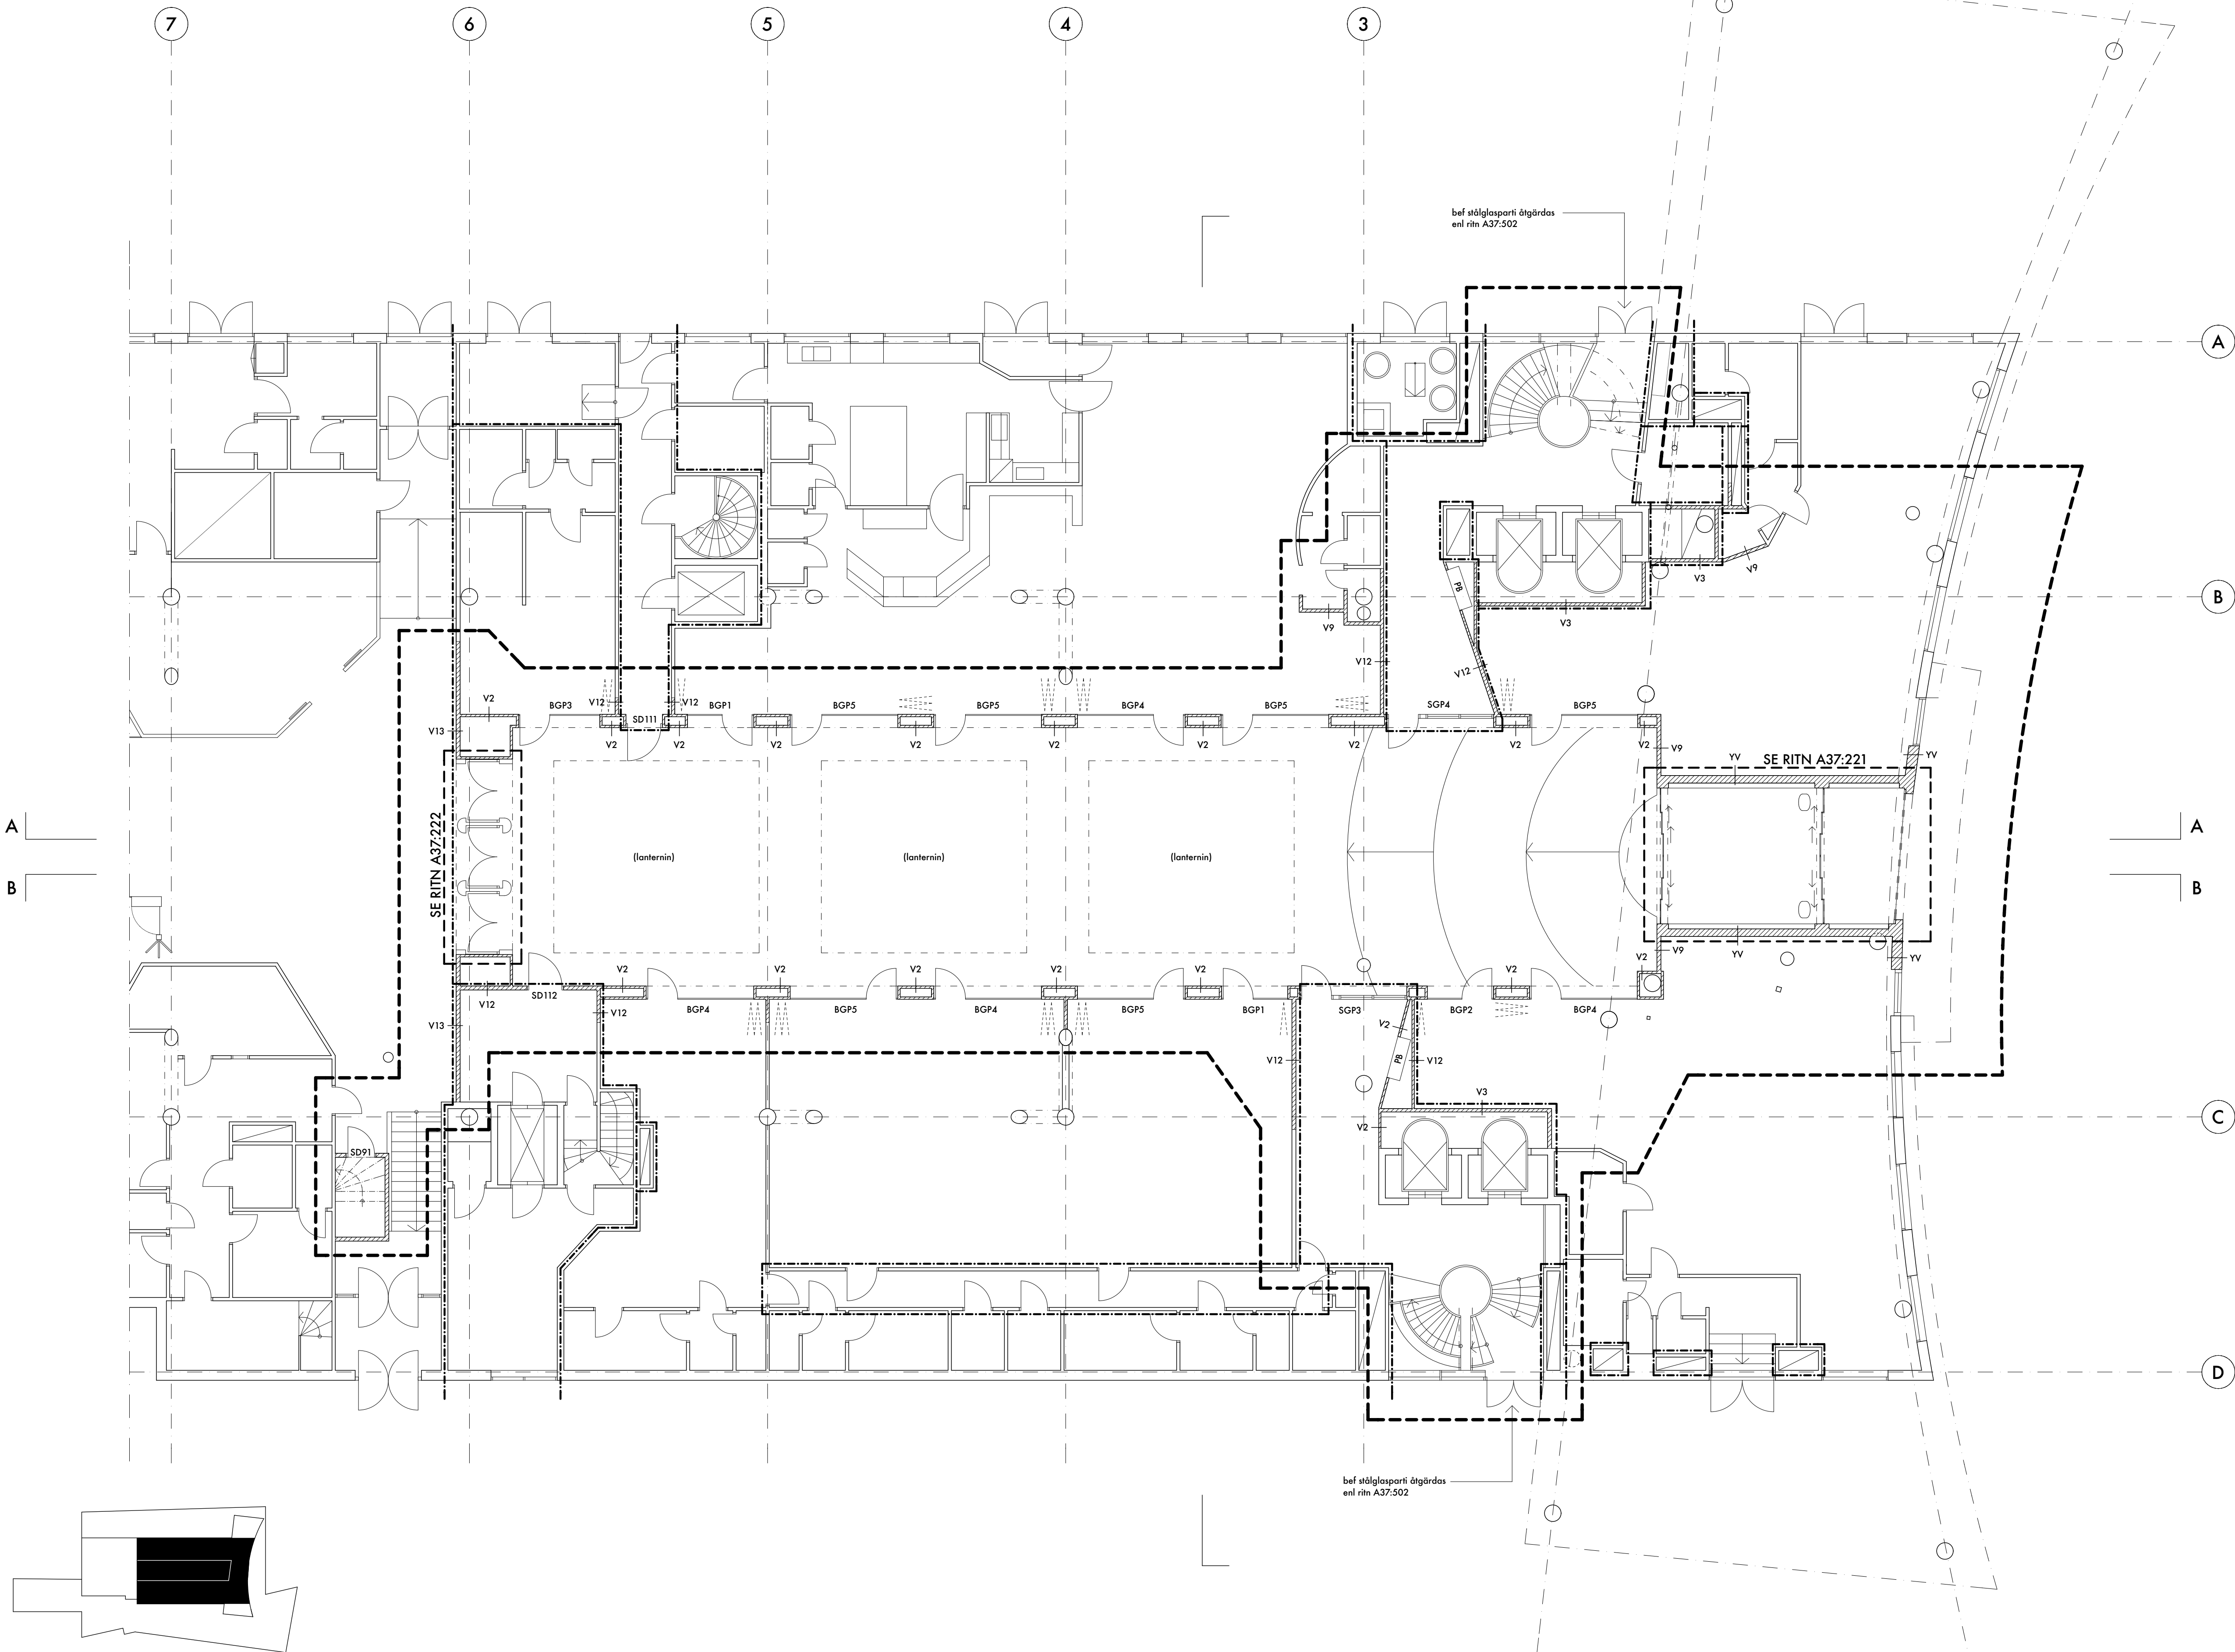 7 6 5 4 3
bef stålglasparti åtgärdas
enl ritn A37:502
A
B
V3
V9
PB
V3
V9
V12
V12
V2 BGP3 V12 SD111 V12 BGP1 BGP5 BGP5 BGP4 BGP5 SGP4 BGP5
V13 V2 V2 V2 V2 V2 V2 V2 V2 V2 V9
YV SE RITN A37:221 YV
A A
SE RITN A37:222
(lanternin) (lanternin) (lanternin)
B B
V9 YV YV
V2 V2 V2 V2 V2 V2 V2
V12 SD112
V13 V12 BGP4 BGP5 BGP4 BGP5 BGP1 SGP3 BGP2 BGP4
V2
V12 PB V12
V3
V2
C
SD91
D
bef stålglasparti åtgärdas
enl ritn A37:502